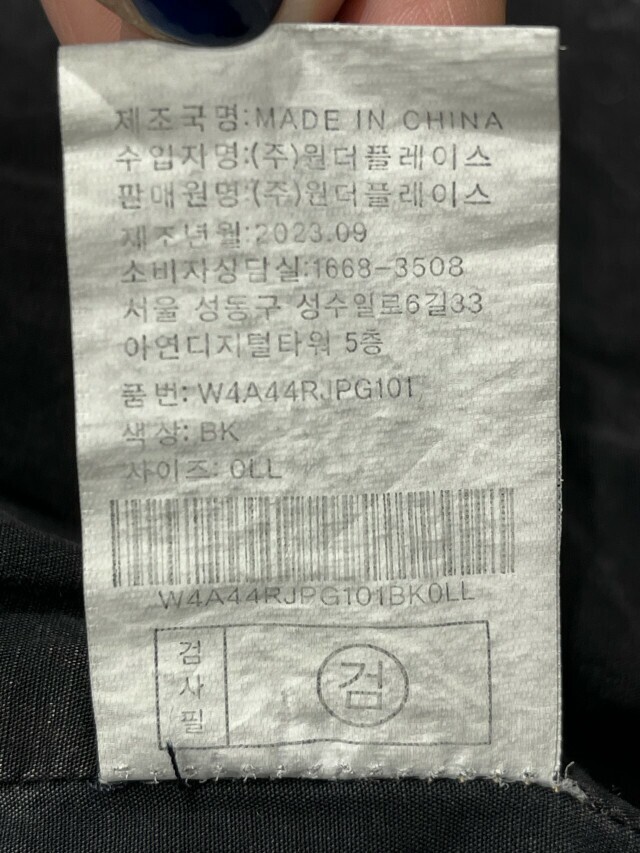 제조국명:MADE IN CHINA
수입자명:(주)원더플레이스
판매원명:(주)원더플레이스
제조년월:2023.09
소비자상담실:1668-3508
서울 성동구 성수일로6길33
아연디지털타워 5층
품번: W4A44RJPG101
색상: BK
사이즈: 0LL
W4A44RJPG101BK0LL
검사필
검